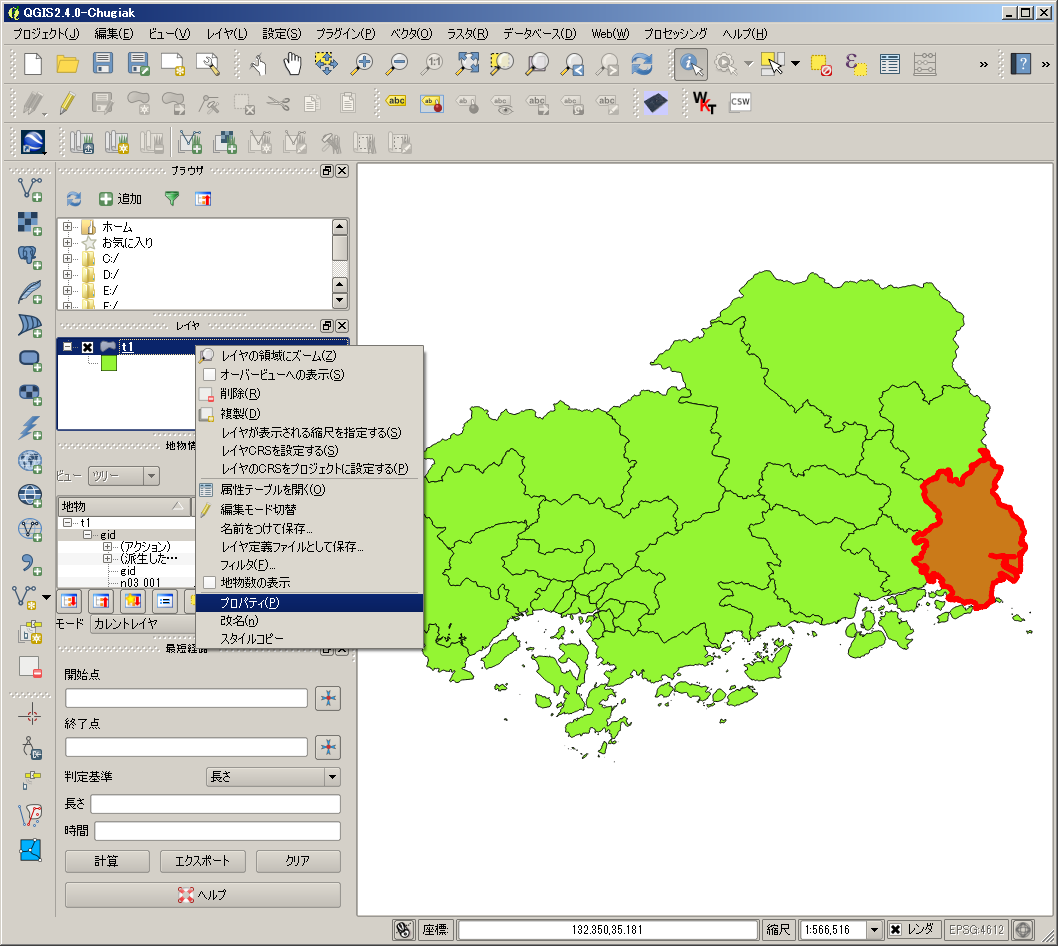 QGIS2.4.0-Chugiak
プロジェクト(J) 編集(E) ビュー(V) レイヤ(L) 設定(S) プラグイン(P) ベクタ(O) ラスタ(R) データベース(D) Web(W) プロセッシング ヘルプ(H)
1:1
abc ab ab abc abc abc abc WKT CSW
ブラウザ
追加
ホーム
お気に入り
C:/
D:/
E:/
F:/
レイヤ
t1
レイヤの領域にズーム(Z)
オーバービューへの表示(S)
削除(R)
複製(D)
レイヤが表示される縮尺を指定する(S)
レイヤCRSを設定する(S)
レイヤのCRSをプロジェクトに設定する(P)
属性テーブルを開く(O)
編集モード切替
名前をつけて保存...
レイヤ定義ファイルとして保存...
フィルタ(F)...
地物数の表示
プロパティ(P)
改名(n)
スタイルコピー
地物情
ビュー ツリー
地物
t1
gid
(アクション)
(派生した…
gid
n03_001
モード カレントレイヤ
最短経路
開始点
終了点
判定基準 長さ
長さ
時間
計算 エクスポート クリア
ヘルプ
座標: 132.350,35.181 縮尺 1:566,516 レンダ EPSG:4612